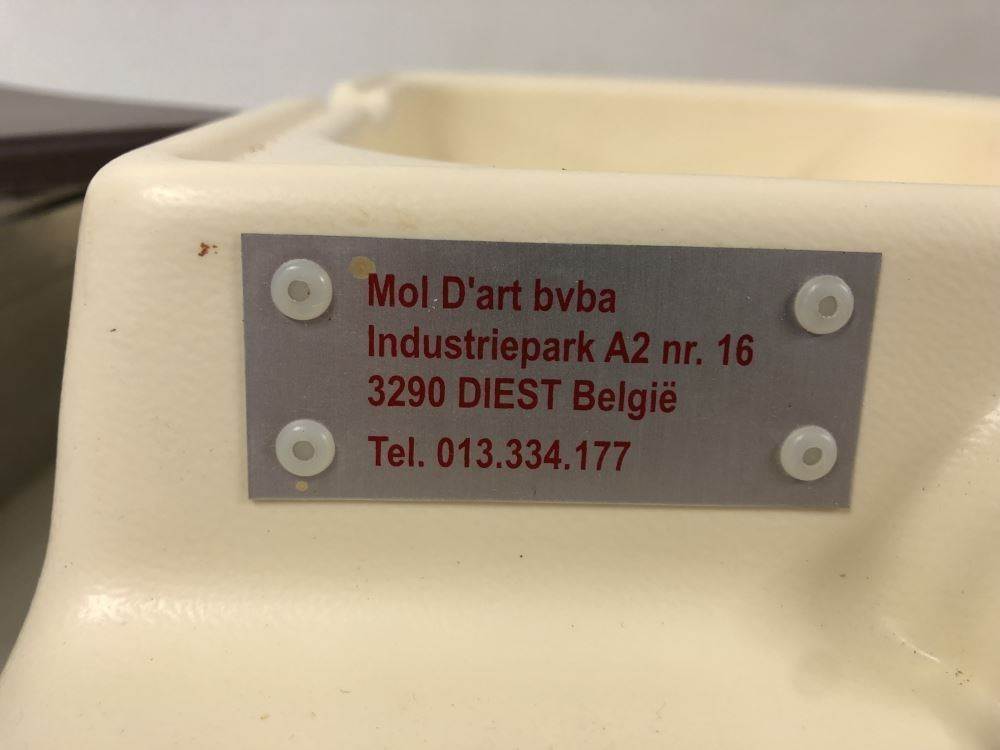 Mol D'art bvba
Industriepark A2 nr. 16
3290 DIEST België
Tel. 013.334.177